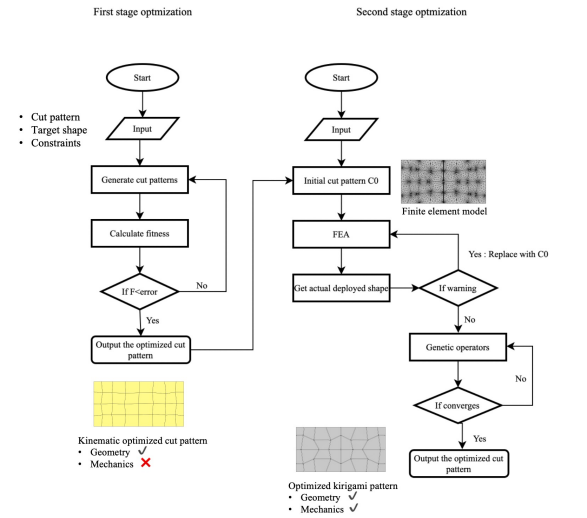 First stage optmization
Second stage optmization
Start
Start
• Cut pattern
• Target shape
• Constraints
Input
Input
Generate cut patterns
Initial cut pattern C0
Finite element model
Calculate fitness
FEA
Yes : Replace with C0
If F<error
No
Get actual deployed shape
If warning
Yes
No
Output the optimized cut
pattern
Genetic operators
No
If converges
Yes
Kinematic optimized cut pattern
• Geometry
• Mechanics
Output the optimized cut
pattern
Optimized kirigami pattern
• Geometry
• Mechanics